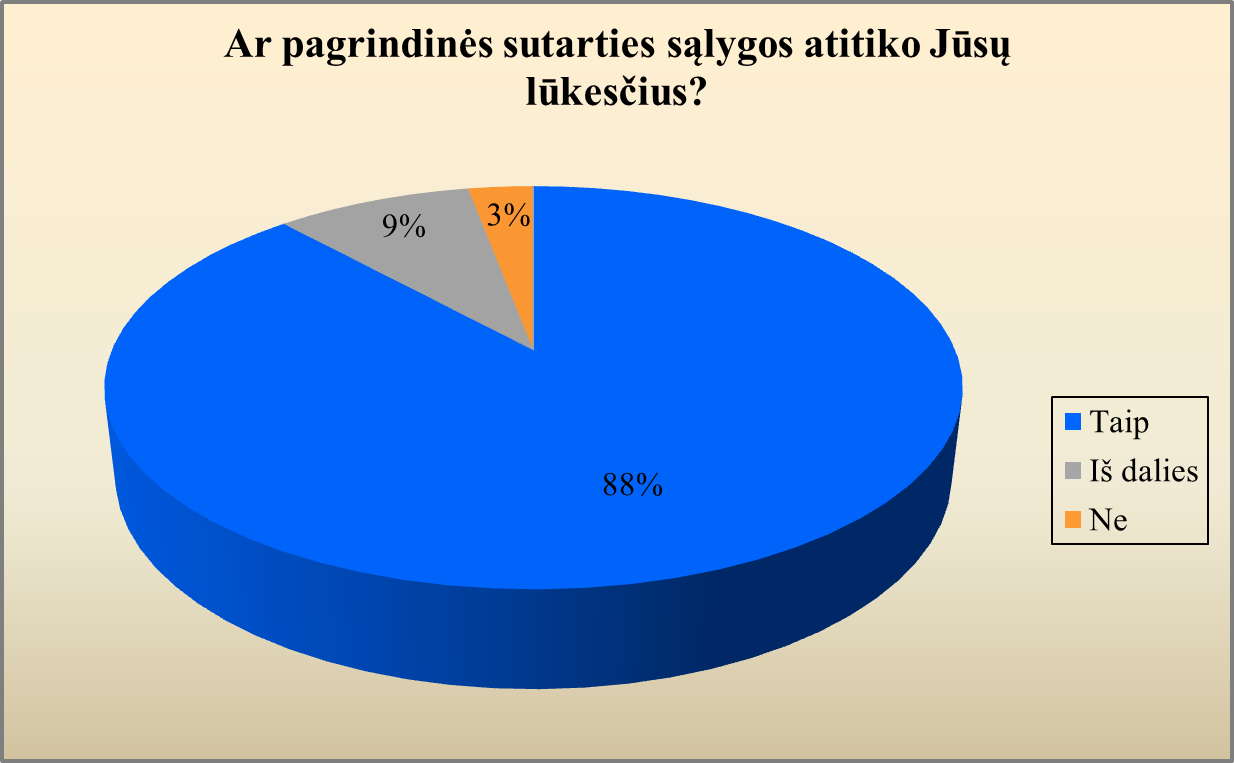 Ar pagrindinės sutarties sąlygos atitiko Jūsų
lūkesčius?
9%
3%
88%
Taip
Iš dalies
Ne